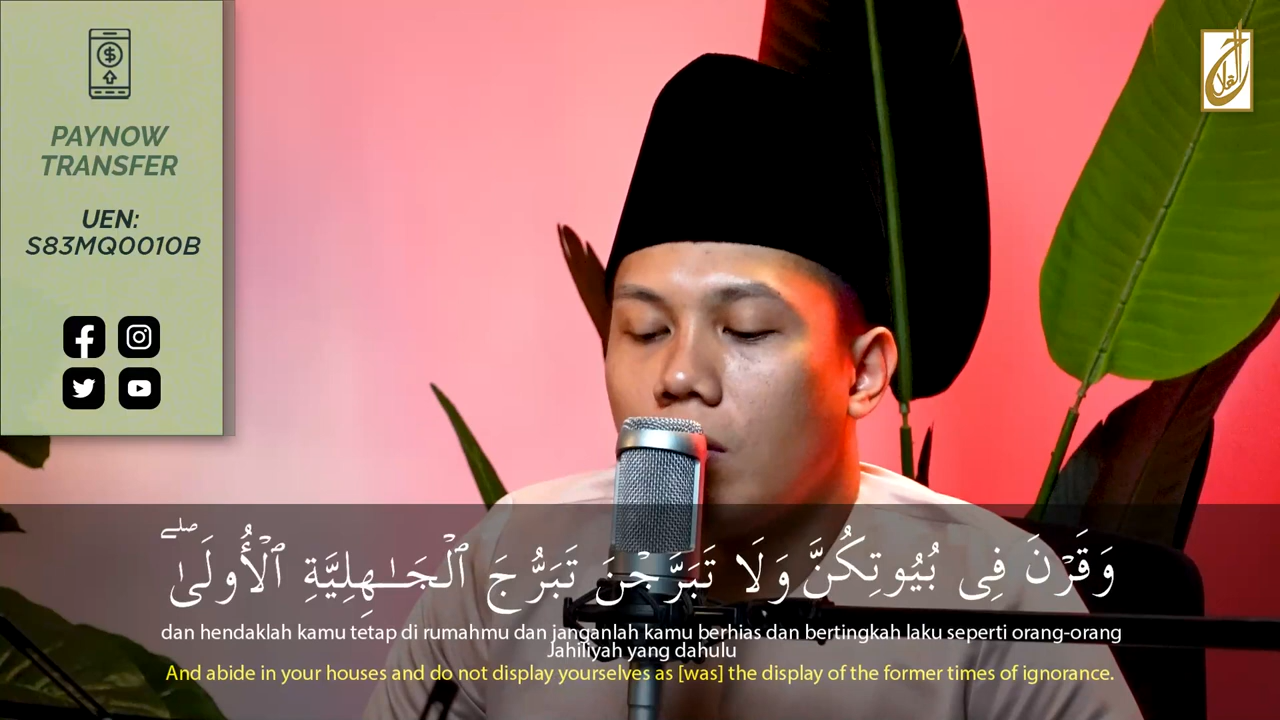 PAYNOW
TRANSFER
UEN:
S83MQ0010B
وَقَرْنَ فِى بُيُوتِكُنَّ وَلَا تَبَرَّجْنَ تَبَرُّجَ ٱلْجَـٰهِلِيَّةِ ٱلْأُولَىٰ ۖ
dan hendaklah kamu tetap di rumahmu dan janganlah kamu berhias dan bertingkah laku seperti orang-orang
Jahiliyah yang dahulu
And abide in your houses and do not display yourselves as [was] the display of the former times of ignorance.